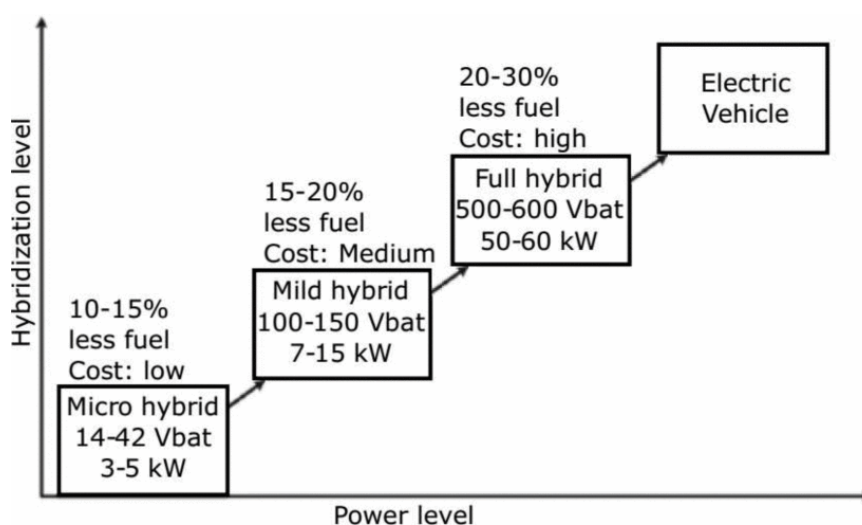 20-30%
less fuel
Cost: high
Electric
Vehicle
Full hybrid
500-600 Vbat
50-60 kW
15-20%
less fuel
Cost: Medium
Mild hybrid
100-150 Vbat
7-15 kW
10-15%
less fuel
Cost: low
Micro hybrid
14-42 Vbat
3-5 kW
Hybridization level
Power level